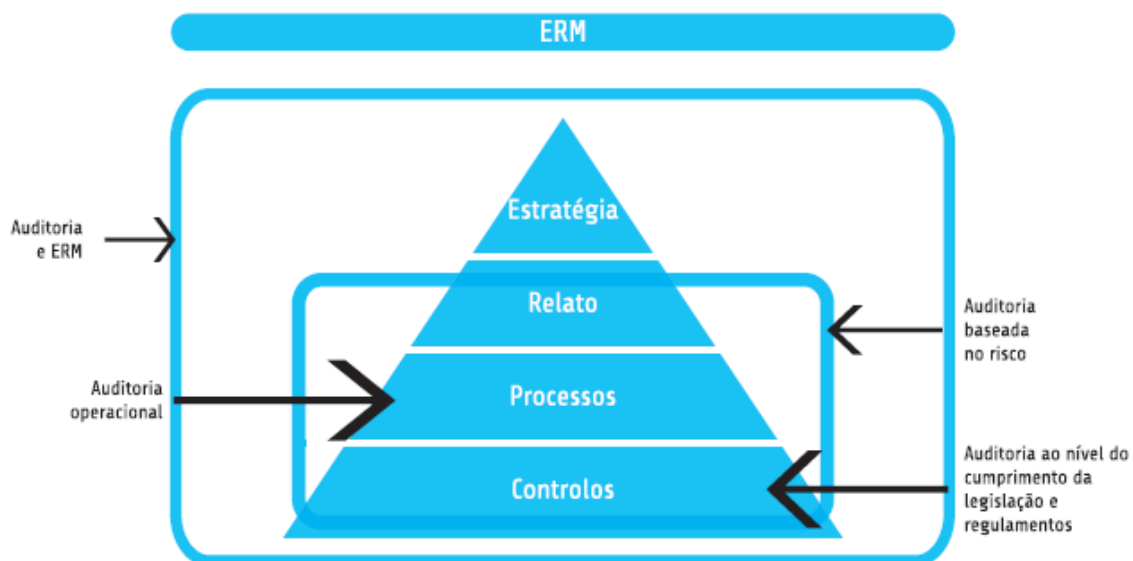 ERM
Estratégia
Auditoria
e ERM
Relato
Auditoria
baseada
no risco
Auditoria
operacional
Processos
Controlos
Auditoria ao nível do
cumprimento da
legislação e
regulamentos